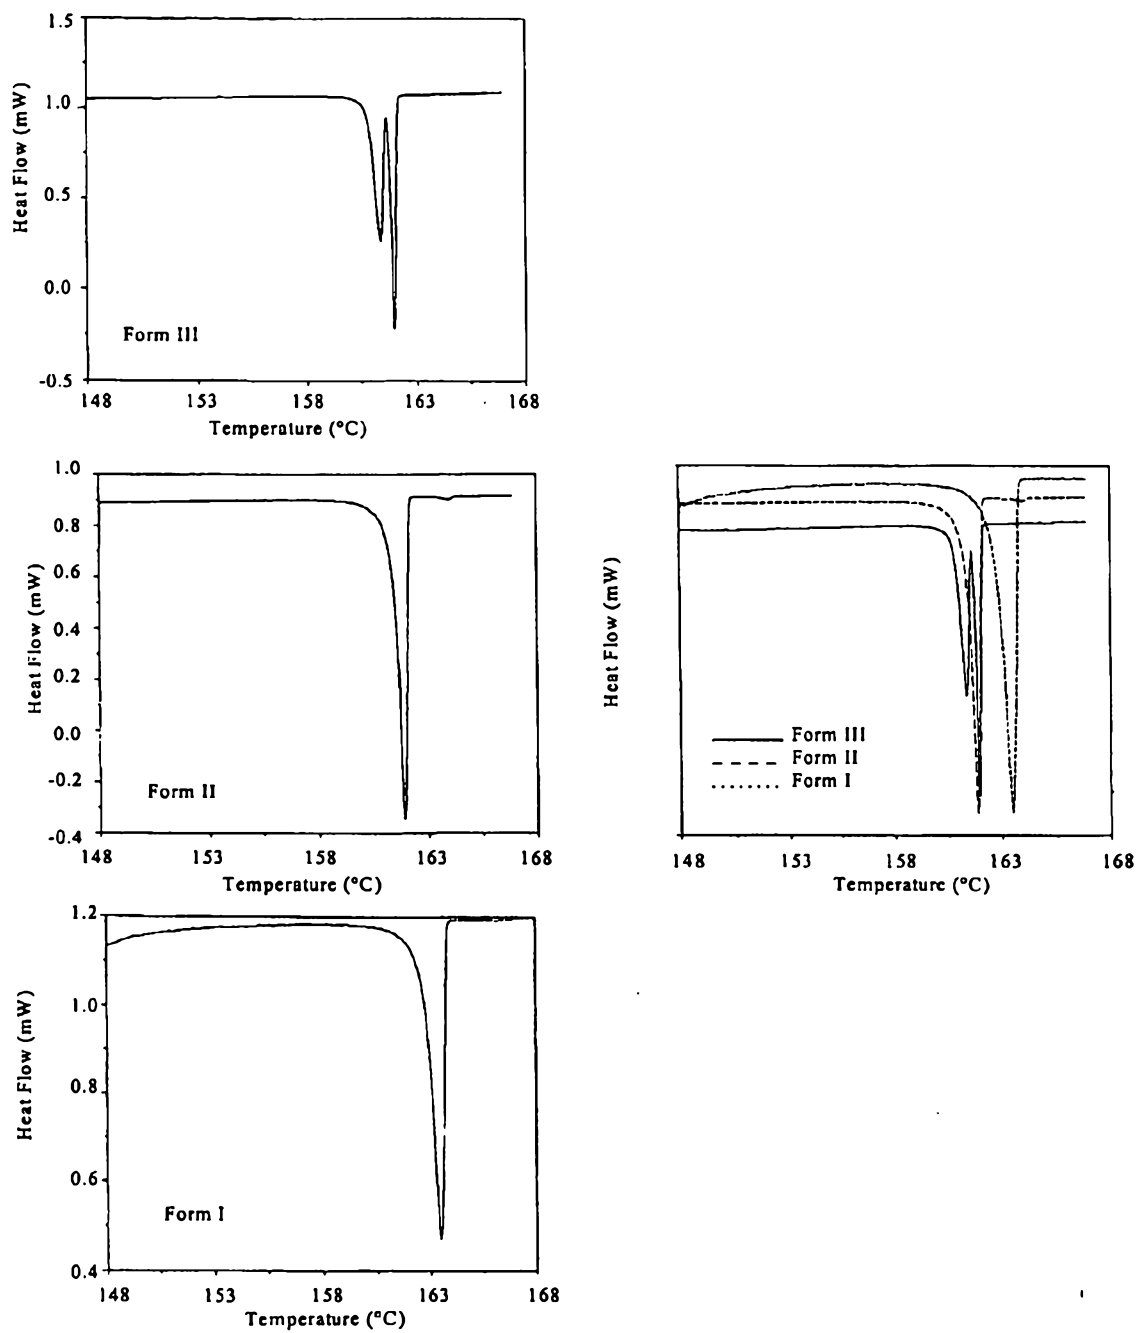 1.5
1.0
0.5
0.0
-0.5
Heat Flow (mW)
Form III
148 153 158 163 168
Temperature (°C)
1.0
0.8
0.6
0.4
0.2
0.0
-0.2
-0.4
Heat Flow (mW)
Form II
148 153 158 163 168
Temperature (°C)
Heat Flow (mW)
Form III
Form II
Form I
148 153 158 163 168
Temperature (°C)
1.2
1.0
0.8
0.6
0.4
Heat Flow (mW)
Form I
148 153 158 163 168
Temperature (°C)